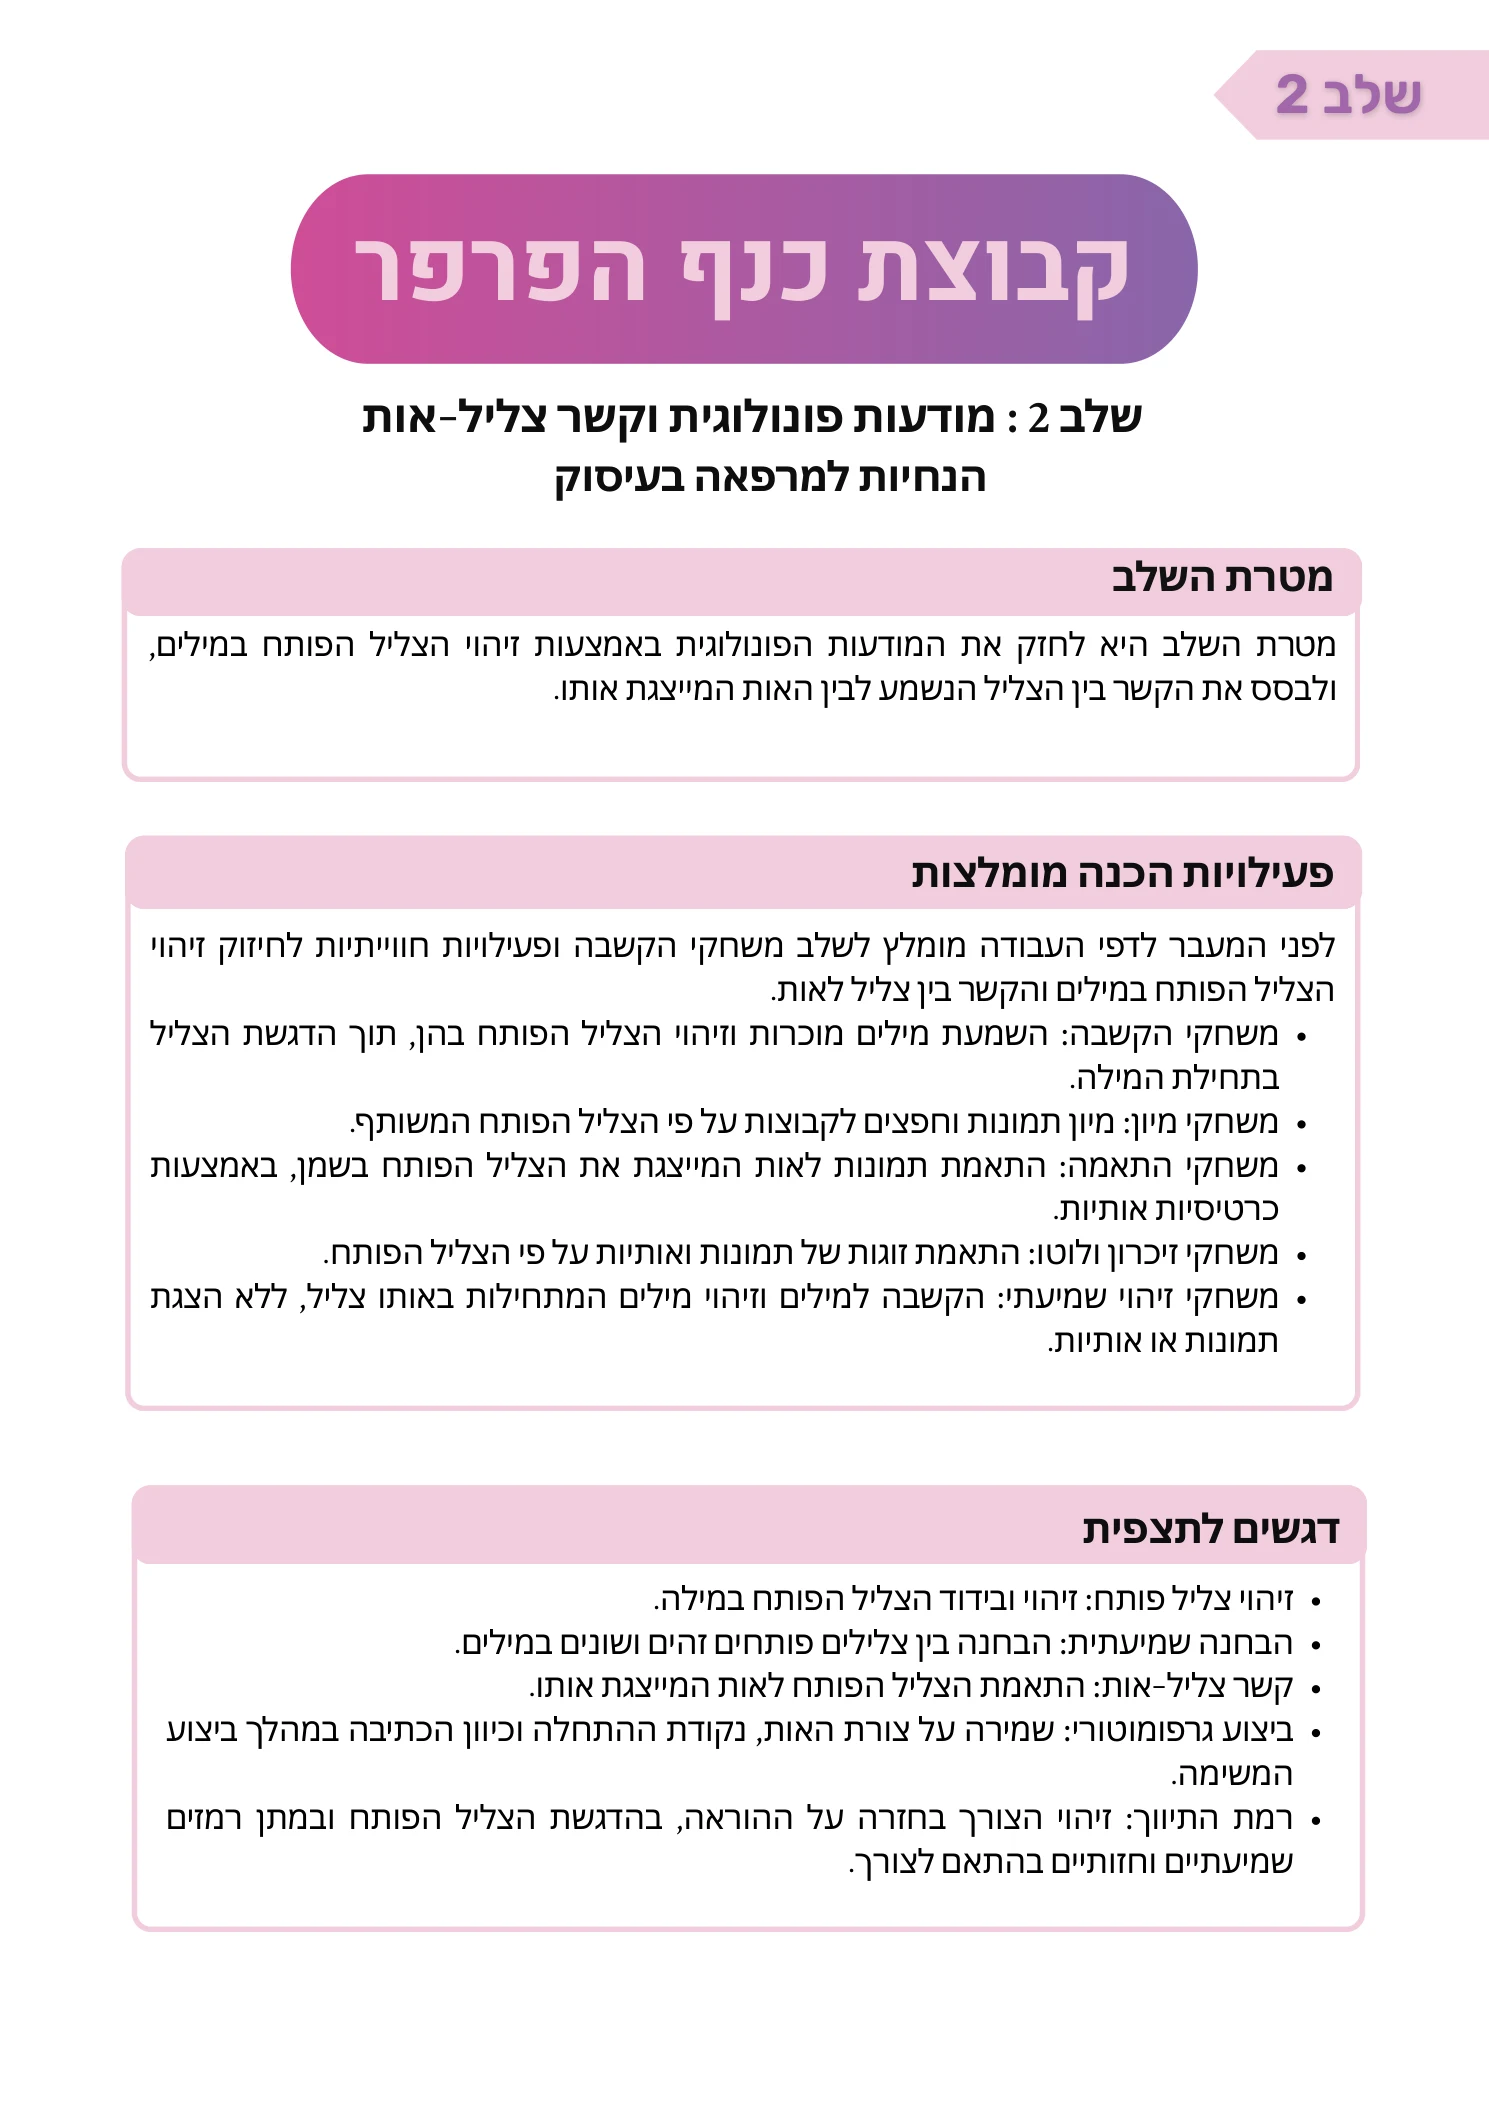 שלב 2
קבוצת כנף הפרפר
שלב 2 : מודעות פונולוגית וקשר צליל-אות
הנחיות למרפאה בעיסוק
מטרת השלב
מטרת השלב היא לחזק את המודעות הפונולוגית באמצעות זיהוי הצליל הפותח במילים,
ולבסס את הקשר בין הצליל הנשמע לבין האות המייצגת אותו.
פעילויות הכנה מומלצות
לפני המעבר לדפי העבודה מומלץ לשלב משחקי הקשבה ופעילויות חווייתיות לחיזוק זיהוי
הצליל הפותח במילים והקשר בין צליל לאות.
• משחקי הקשבה: השמעת מילים מוכרות וזיהוי הצליל הפותח בהן, תוך הדגשת הצליל
בתחילת המילה.
• משחקי מיון: מיון תמונות וחפצים לקבוצות על פי הצליל הפותח המשותף.
• משחקי התאמה: התאמת תמונות לאות המייצגת את הצליל הפותח בשמן, באמצעות
כרטיסיות אותיות.
• משחקי זיכרון ולוטו: התאמת זוגות של תמונות ואותיות על פי הצליל הפותח.
• משחקי זיהוי שמיעתי: הקשבה למילים וזיהוי מילים המתחילות באותו צליל, ללא הצגת
תמונות או אותיות.
דגשים לתצפית
• זיהוי צליל פותח: זיהוי ובידוד הצליל הפותח במילה.
• הבחנה שמיעתית: הבחנה בין צלילים פותחים זהים ושונים במילים.
• קשר צליל-אות: התאמת הצליל הפותח לאות המייצגת אותו.
• ביצוע גרפומוטורי: שמירה על צורת האות, נקודת ההתחלה וכיוון הכתיבה במהלך ביצוע
המשימה.
• רמת התיווך: זיהוי הצורך בחזרה על ההוראה, בהדגשת הצליל הפותח ובמתן רמזים
שמיעתיים וחזותיים בהתאם לצורך.